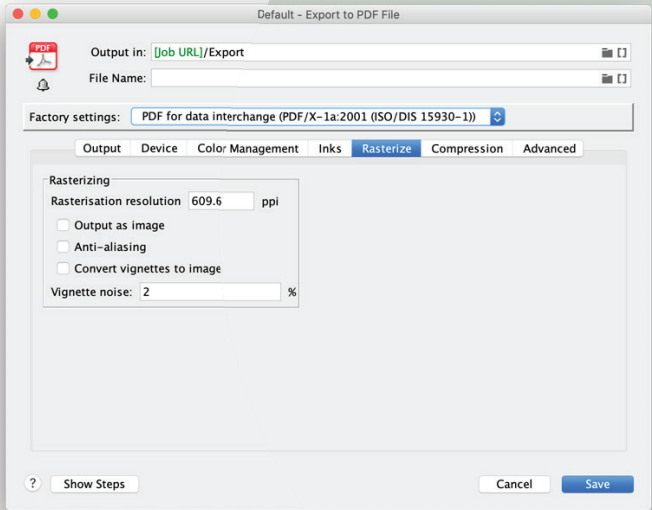 Default - Export to PDF File
PDF
Output in: [Job URL]/Export
File Name:
Factory settings: PDF for data interchange (PDF/X-1a:2001 (ISO/DIS 15930-1))
Output Device Color Management Inks Rasterize Compression Advanced
Rasterizing
Rasterisation resolution 609.6 ppi
Output as image
Anti-aliasing
Convert vignettes to image
Vignette noise: 2 %
? Show Steps Cancel Save